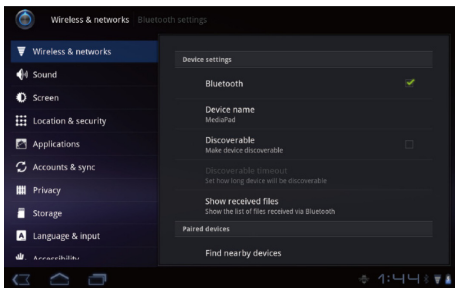 Wireless & networks Bluetooth settings
Wireless & networks
Sound
Screen
Location & security
Applications
Accounts & sync
Privacy
Storage
Language & input
Accessibility
Device settings
Bluetooth
Device name
MediaPad
Discoverable
Make device discoverable
Discoverable timeout
Set how long device will be discoverable
Show received files
Show the list of files received via Bluetooth
Paired devices
Find nearby devices
1:44